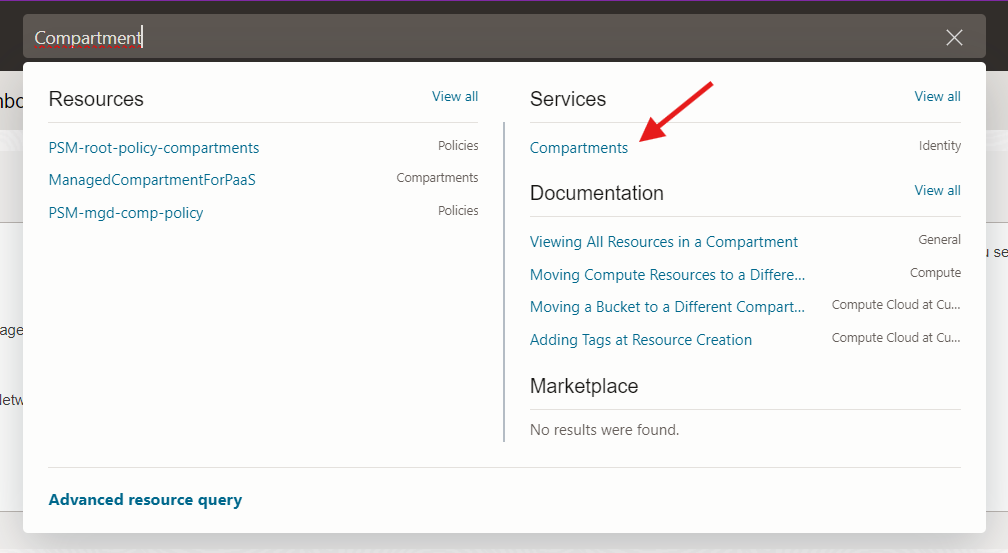 Compartment
Resources View all
PSM-root-policy-compartments Policies
ManagedCompartmentForPaaS Compartments
PSM-mgd-comp-policy Policies
Services View all
Compartments Identity
Documentation View all
Viewing All Resources in a Compartment General
Moving Compute Resources to a Differe... Compute
Moving a Bucket to a Different Compart... Compute Cloud at Cu...
Adding Tags at Resource Creation Compute Cloud at Cu...
Marketplace
No results were found.
Advanced resource query